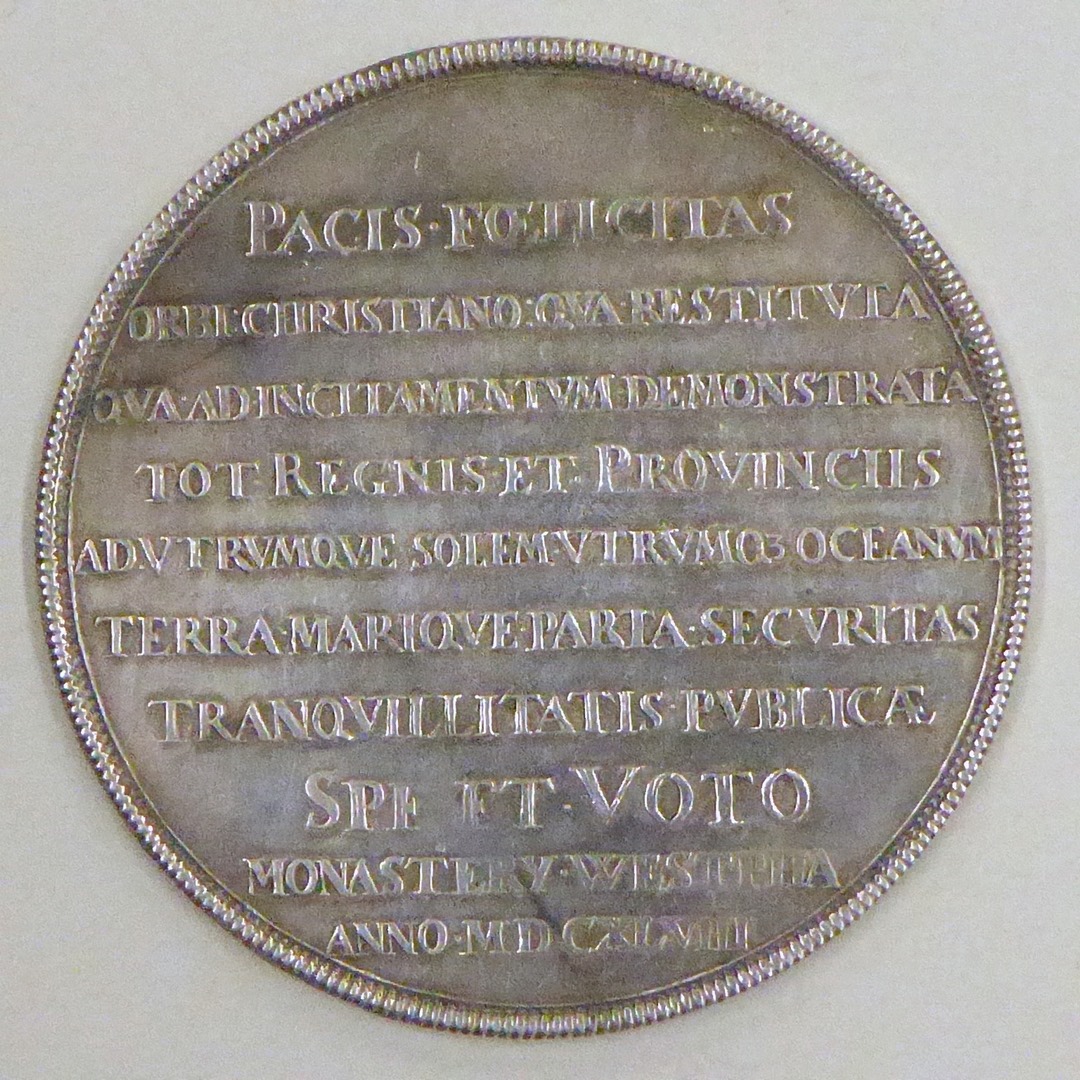 PACIS·FŒLICITAS
ORBI·CHRISTIANO·QVA·RESTITVTA
QVA·AD INCITAMENTVM DEMONSTRATA
TOT REGNIS·ET·PROVINCIIS
AD VTRVMQVE SOLEM·VTRVMQ3 OCEANVM
TERRA·MARIQVE·PARTA·SECVRITAS
TRANQVILLITATIS·PVBLICÆ
SPE ET·VOTO
MONASTERY·WESTPHA
ANNO·MDCXLVIII